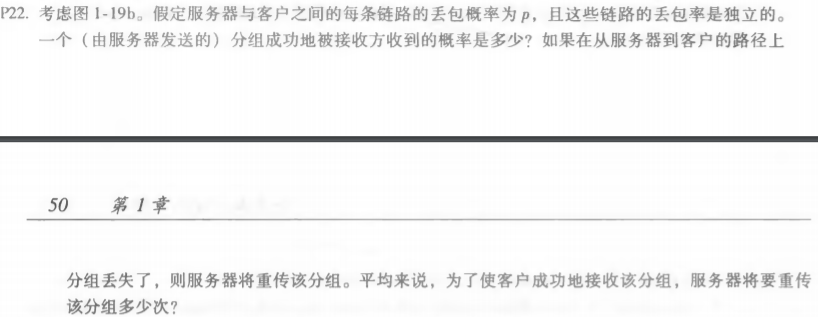 P22. 考虑图 1-19b。假定服务器与客户之间的每条链路的丢包概率为 p，且这些链路的丢包率是独立的。
一个（由服务器发送的）分组成功地被接收方收到的概率是多少？如果在从服务器到客户的路径上
50 第 1 章
分组丢失了，则服务器将重传该分组。平均来说，为了使客户成功地接收该分组，服务器将要重传
该分组多少次？